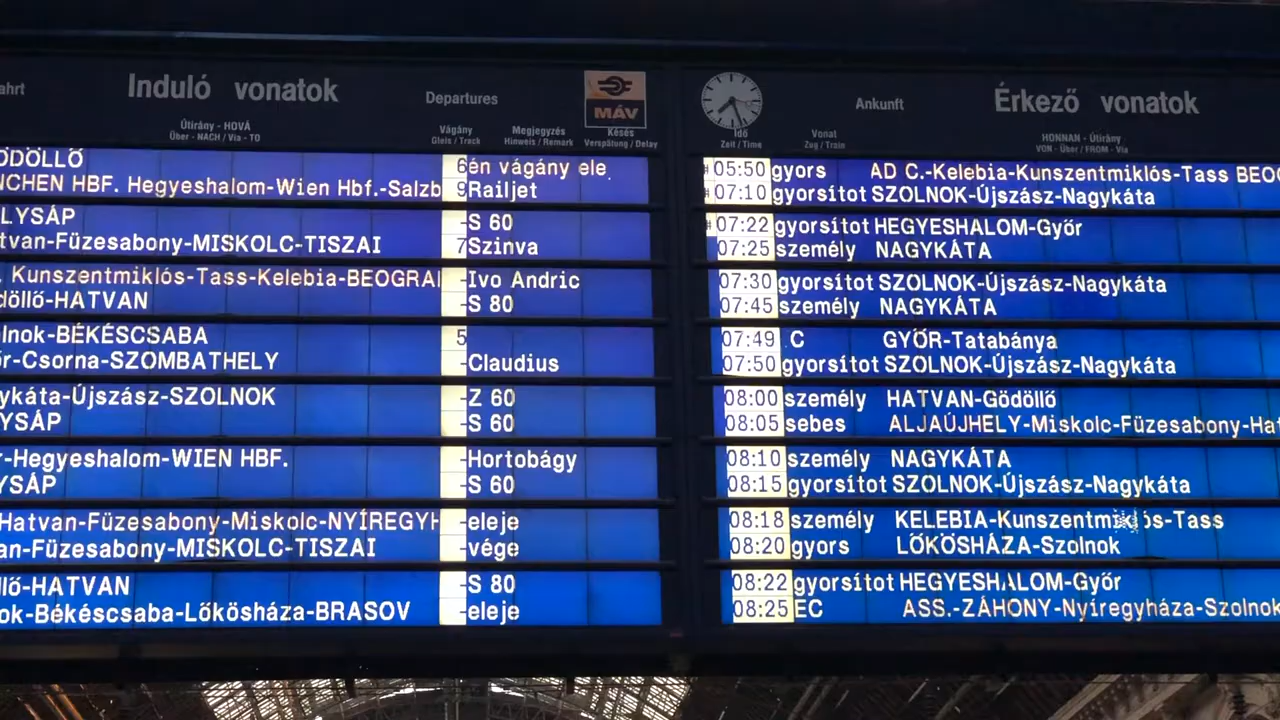 ahrt Induló vonatok Departures MÁV
Útirány - HOVÁ
Über - NACH / Via - TO
Vágány
Gleis / Track
Megjegyzés
Hinweis / Remark
Késés
Verspätung / Delay
ÖDÖLLŐ 6én vágány ele.
NCHEN HBF. Hegyeshalom-Wien Hbf.-Salzb 9Railjet
LYSÁP -S 60
tvan-Füzesabony-MISKOLC-TISZAI 7Szinva
. Kunszentmiklós-Tass-Kelebia-BEOGRAI -Ivo Andric
döllő-HATVAN -S 80
olnok-BÉKÉSCSABA 5
őr-Csorna-SZOMBATHELY -Claudius
ykáta-Újszász-SZOLNOK -Z 60
YSÁP -S 60
r-Hegyeshalom-WIEN HBF. -Hortobágy
YSÁP -S 60
Hatvan-Füzesabony-Miskolc-NYÍREGYH -eleje
an-Füzesabony-MISKOLC-TISZAI -vége
llő-HATVAN -S 80
ok-Békéscsaba-Lőkösháza-BRASOV -eleje
Ankunft Érkező vonatok
Idő
Zeit / Time
Vonat
Zug / Train
HONNAN - Útirány
VON - Über / FROM - Via
05:50 gyors AD C.-Kelebia-Kunszentmiklós-Tass BEOG
07:10 gyorsítot SZOLNOK-Újszász-Nagykáta
07:22 gyorsítot HEGYESHALOM-Győr
07:25 személy NAGYKÁTA
07:30 gyorsítot SZOLNOK-Újszász-Nagykáta
07:45 személy NAGYKÁTA
07:49 C GYŐR-Tatabánya
07:50 gyorsítot SZOLNOK-Újszász-Nagykáta
08:00 személy HATVAN-Gödöllő
08:05 sebes ALJAÚJHELY-Miskolc-Füzesabony-Hat
08:10 személy NAGYKÁTA
08:15 gyorsítot SZOLNOK-Újszász-Nagykáta
08:18 személy KELEBIA-Kunszentmiklós-Tass
08:20 gyors LŐKÖSHÁZA-Szolnok
08:22 gyorsítot HEGYESHALOM-Győr
08:25 EC ASS.-ZÁHONY-Nyíregyháza-Szolnok